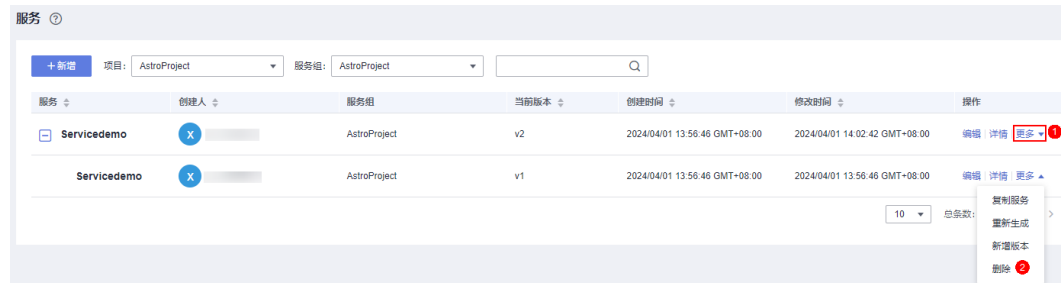 服务 ?
+新增 项目: AstroProject 服务组: AstroProject
服务 创建人 服务组 当前版本 创建时间 修改时间 操作
Servicedemo X AstroProject v2 2024/04/01 13:56:46 GMT+08:00 2024/04/01 14:02:42 GMT+08:00 编辑 详情 更多 1
Servicedemo X AstroProject v1 2024/04/01 13:56:46 GMT+08:00 2024/04/01 13:56:46 GMT+08:00 编辑 详情 更多
复制服务
10 总条数:
重新生成
新增版本
删除 2